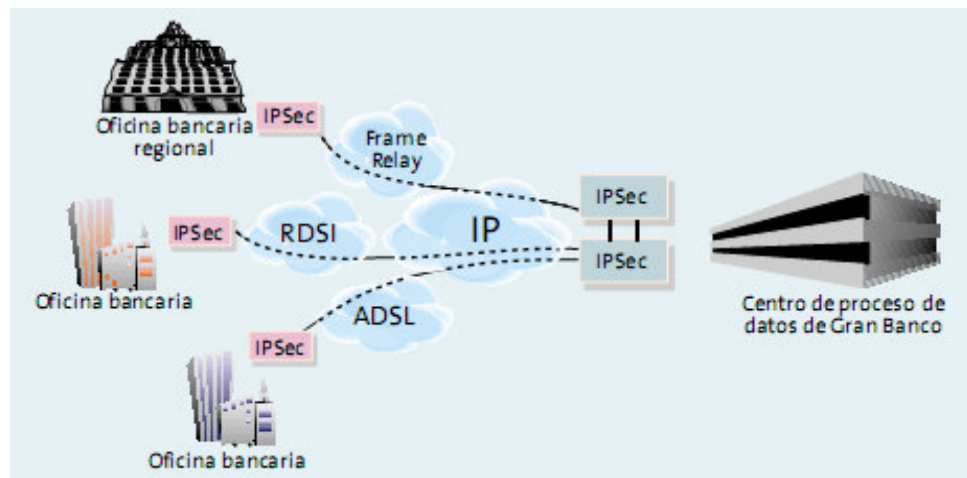 Oficina bancaria
regional
IPSec
Frame
Relay
IPSec
IPSec
RDSI
IP
IPSec
Oficina bancaria
ADSL
IPSec
Oficina bancaria
Centro de proceso de
datos de Gran Banco